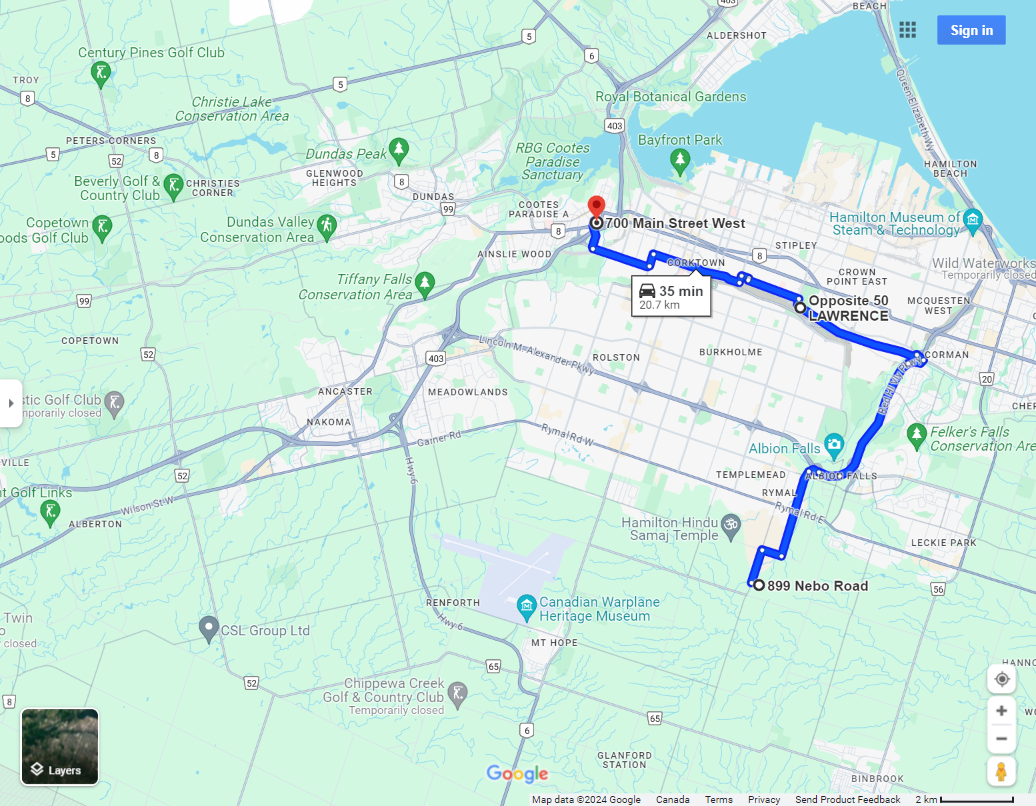 BEACH
ALDERSHOT
403
Sign in
5
6
Century Pines Golf Club
TROY
8
5
Christie Lake
Conservation Area
Royal Botanical Gardens
Queen Elizabeth Wy
403
PETERS CORNERS
5
52
8
Dundas Peak
GLENWOOD
HEIGHTS
8
RBG Cootes
Paradise
Sanctuary
Bayfront Park
HAMILTON
BEACH
Beverly Golf &
Country Club
CHRISTIES
CORNER
DUNDAS
99
COOTES
PARADISE A
Copetown
oods Golf Club
Dundas Valley
Conservation Area
8
700 Main Street West
Hamilton Museum of
Steam & Technology
AINSLIE WOOD
STIPLEY
8
CORKTOWN
Wild Waterworks
Temporarily closed
CROWN
POINT EAST
Tiffany Falls
Conservation Area
35 min
20.7 km
Opposite 50
LAWRENCE
MCQUESTEN
WEST
99
COPETOWN
52
403
Lincoln M. Alexander Pkwy
ROLSTON
BURKHOLME
CORMAN
20
ANCASTER
MEADOWLANDS
stic Golf Club
mporarily closed
NAKOMA
Garner Rd
Rymal Rd W
Albion Falls
Felker's Falls
Conservation Area
VILLE
52
Hwy 6
TEMPLEMEAD
ALBION FALLS
RYMAL
nt Golf Links
Wilson St W
ALBERTON
Rymal Rd E
Hamilton Hindu
Samaj Temple
LECKIE PARK
899 Nebo Road
56
RENFORTH
Canadian Warplane
Heritage Museum
Twin
o
y closed
CSL Group Ltd
Hwy 6
MT HOPE
65
52
HANNO
Chippewa Creek
Golf & Country Club
Temporarily closed
8
65
6
GLANFORD
STATION
BINBROOK
Layers
Google
Map data ©2024 Google Canada Terms Privacy Send Product Feedback 2 km